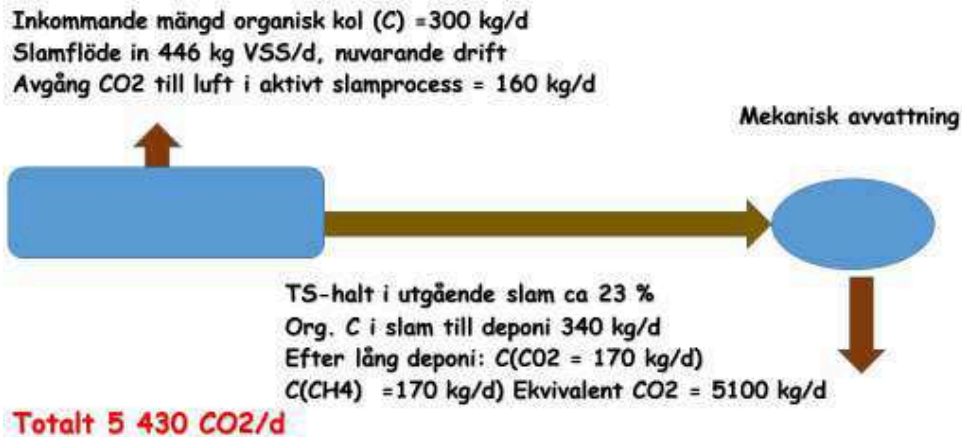 Inkommande mängd organisk kol (C) =300 kg/d
Slamflöde in 446 kg VSS/d, nuvarande drift
Avgång CO2 till luft i aktivt slamprocess = 160 kg/d
Mekanisk avvattning
TS-halt i utgående slam ca 23 %
Org. C i slam till deponi 340 kg/d
Efter lång deponi: C(C02 = 170 kg/d)
C(CH4) =170 kg/d) Ekvivalent CO2 = 5100 kg/d
Totalt 5 430 CO2/d